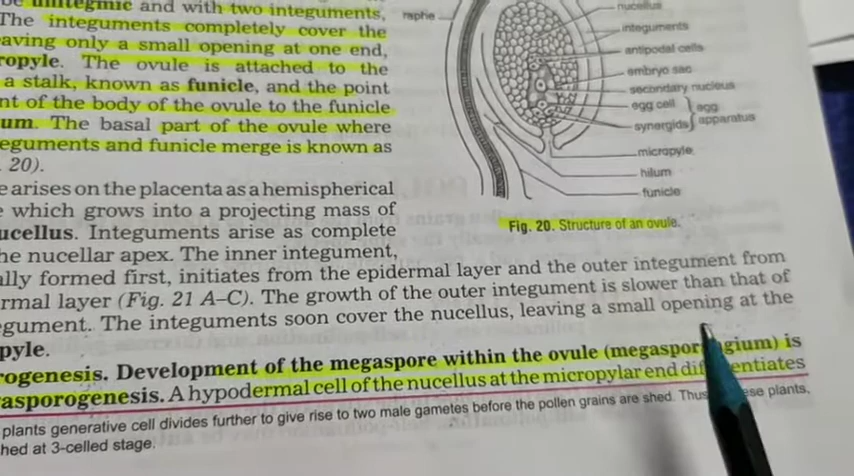 unitegmic and with two integuments,
The integuments completely cover the
aving only a small opening at one end,
ropyle. The ovule is attached to the
a stalk, known as funicle, and the point
nt of the body of the ovule to the funicle
um. The basal part of the ovule where
eguments and funicle merge is known as
20).
e arises on the placenta as a hemispherical
e which grows into a projecting mass of
ucellus. Integuments arise as complete
he nucellar apex. The inner integument,
ally formed first, initiates from the epidermal layer and the outer integument from
rmal layer (Fig. 21 A–C). The growth of the outer integument is slower than that of
egument. The integuments soon cover the nucellus, leaving a small opening at the
pyle.
rogenesis. Development of the megaspore within the ovule (megasporangium) is
asporogenesis. A hypodermal cell of the nucellus at the micropylar end differentiates
plants generative cell divides further to give rise to two male gametes before the pollen grains are shed. Thus these plants,
hed at 3-celled stage.
raphe
nucellus
integuments
antipodal cells
embryo sac
secondary nucleus
egg cell
synergids
egg
apparatus
micropyle
hilum
funicle
Fig. 20. Structure of an ovule.